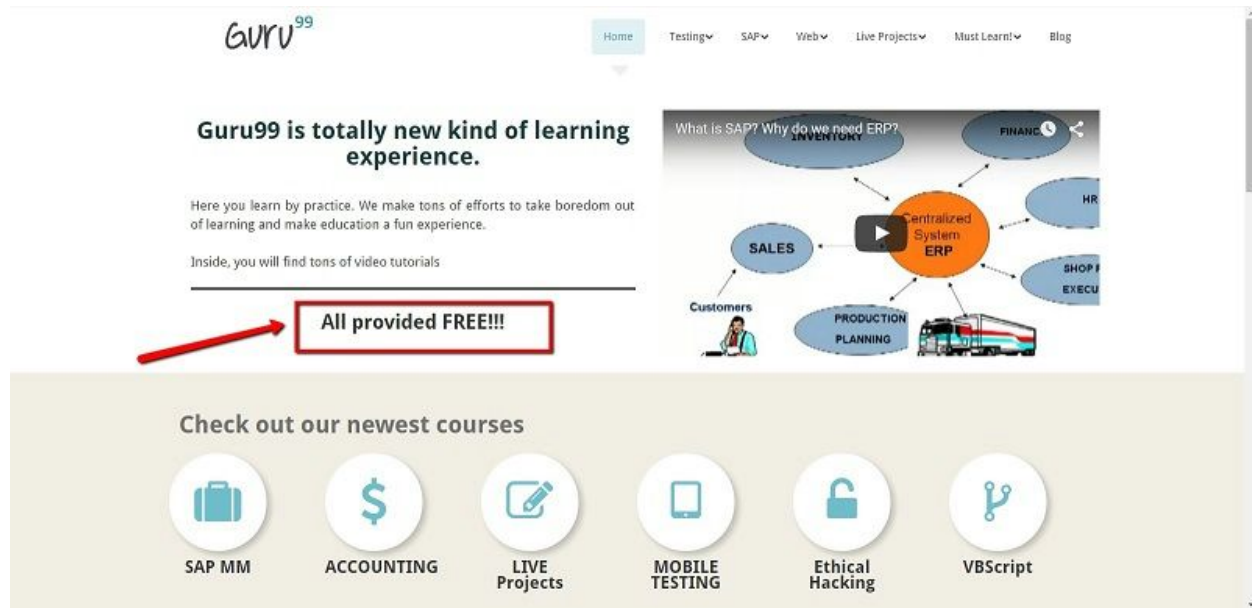 Guru99
Home Testing SAP Web Live Projects Must Learn! Blog
Guru99 is totally new kind of learning
experience.
Here you learn by practice. We make tons of efforts to take boredom out
of learning and make education a fun experience.
Inside, you will find tons of video tutorials
All provided FREE!!!
What is SAP? Why do we need ERP?
INVENTORY
FINANC
HR
Centralized
System
ERP
SALES
SHOP F
EXECU
Customers
PRODUCTION
PLANNING
Check out our newest courses
SAP MM
ACCOUNTING
LIVE
Projects
MOBILE
TESTING
Ethical
Hacking
VBScript